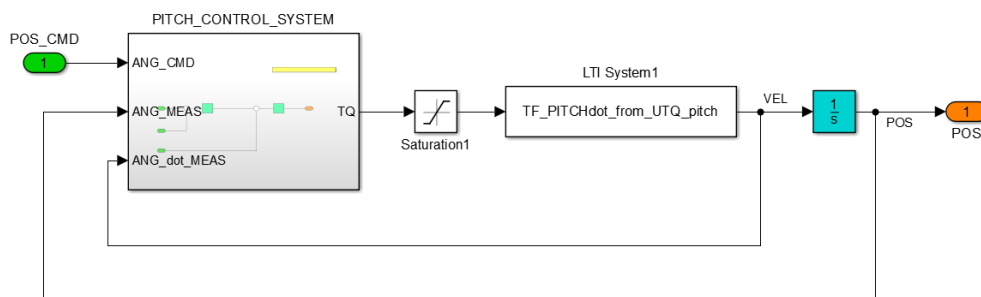 PITCH_CONTROL_SYSTEM
POS_CMD
1
ANG_CMD
ANG_MEAS
TQ
ANG_dot_MEAS
Saturation1
LTI System1
TF_PITCHdot_from_UTQ_pitch
VEL
1
s
POS
1
POS